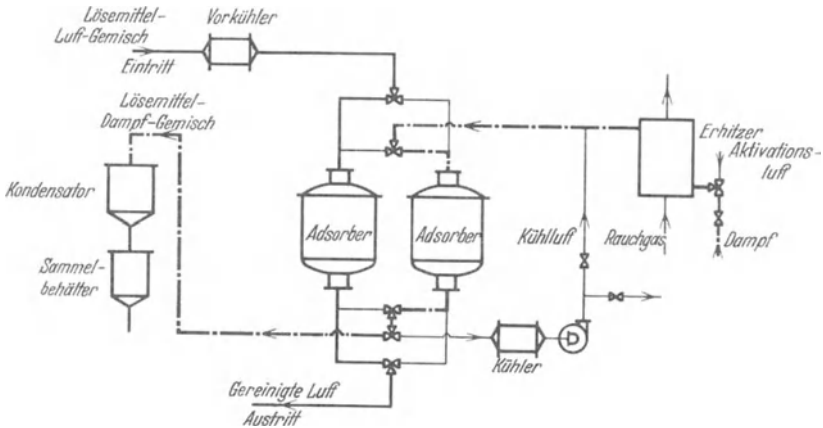 Lösemittel-
Luft-Gemisch
Eintritt
Vorkühler
Lösemittel-
Dampf-Gemisch
Kondensator
Sammel-
behälter
Adsorber
Adsorber
Kühlluft
Rauchgas
Erhitzer
Aktivations-
luft
Dampf
Kühler
Gereinigte Luft
Austritt